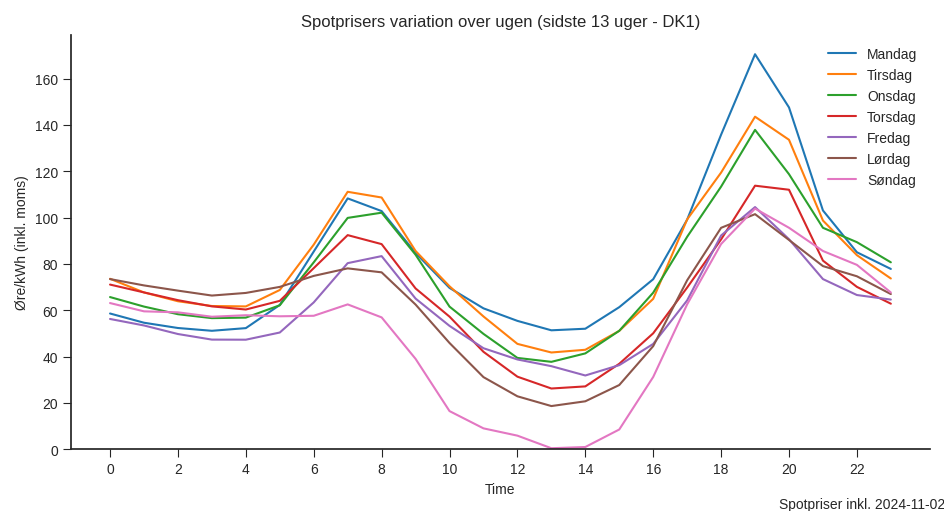 Spotprisers variation over ugen (sidste 13 uger - DK1)
Øre/kWh (inkl. moms)
160
140
120
100
80
60
40
20
0
Mandag
Tirsdag
Onsdag
Torsdag
Fredag
Lørdag
Søndag
0 2 4 6 8 10 12 14 16 18 20 22
Time
Spotpriser inkl. 2024-11-02